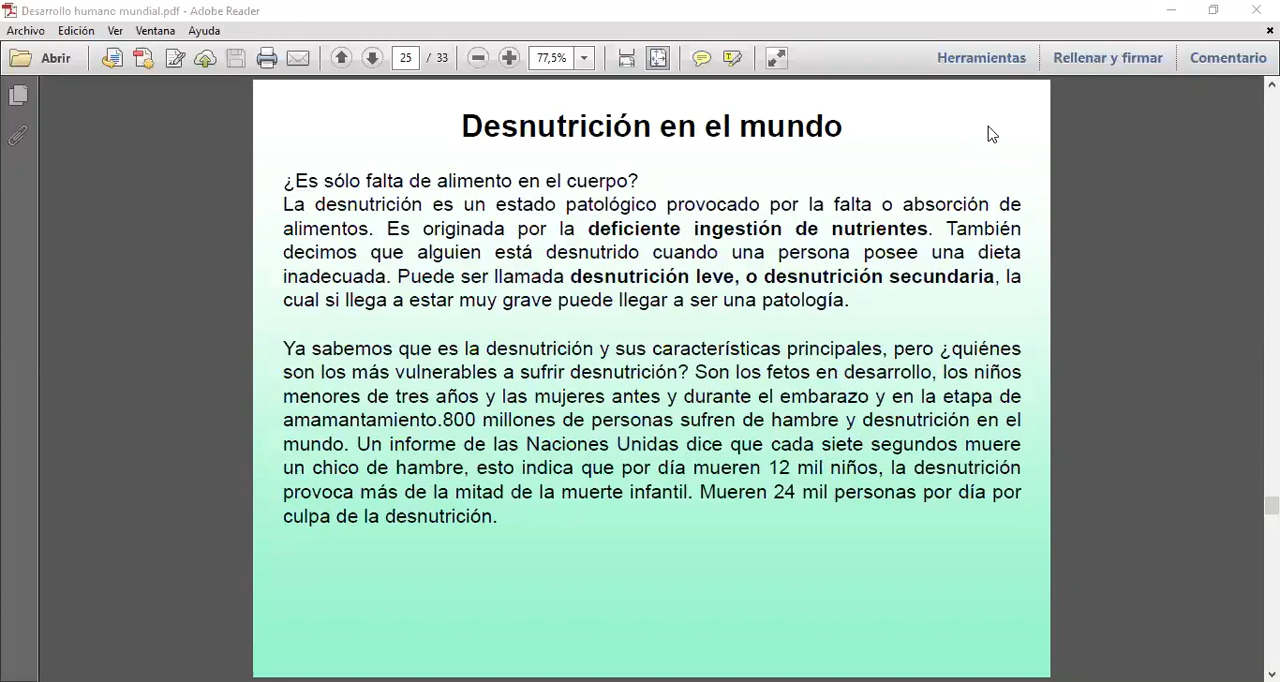 Desarrollo humano mundial.pdf - Adobe Reader
Archivo Edición Ver Ventana Ayuda
Abrir 25 / 33 77,5% Herramientas Rellenar y firmar Comentario
Desnutrición en el mundo
¿Es sólo falta de alimento en el cuerpo?
La desnutrición es un estado patológico provocado por la falta o absorción de
alimentos. Es originada por la deficiente ingestión de nutrientes. También
decimos que alguien está desnutrido cuando una persona posee una dieta
inadecuada. Puede ser llamada desnutrición leve, o desnutrición secundaria, la
cual si llega a estar muy grave puede llegar a ser una patología.
Ya sabemos que es la desnutrición y sus características principales, pero ¿quiénes
son los más vulnerables a sufrir desnutrición? Son los fetos en desarrollo, los niños
menores de tres años y las mujeres antes y durante el embarazo y en la etapa de
amamantamiento.800 millones de personas sufren de hambre y desnutrición en el
mundo. Un informe de las Naciones Unidas dice que cada siete segundos muere
un chico de hambre, esto indica que por día mueren 12 mil niños, la desnutrición
provoca más de la mitad de la muerte infantil. Mueren 24 mil personas por día por
culpa de la desnutrición.